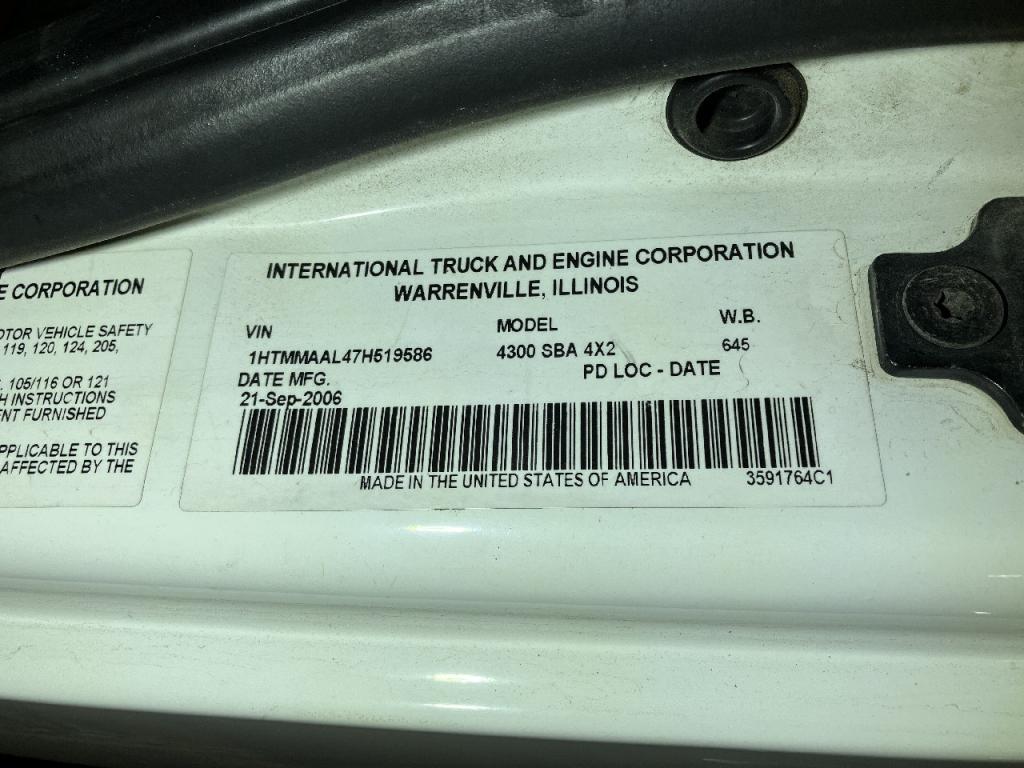 E CORPORATION
OTOR VEHICLE SAFETY
119, 120, 124, 205,
105/116 OR 121
H INSTRUCTIONS
ENT FURNISHED
PPLICABLE TO THIS
AFFECTED BY THE
INTERNATIONAL TRUCK AND ENGINE CORPORATION
WARRENVILLE, ILLINOIS
VIN MODEL W.B.
1HTMMAAL47H519586 4300 SBA 4X2 645
DATE MFG. PD LOC - DATE
21-Sep-2006
MADE IN THE UNITED STATES OF AMERICA 3591764C1